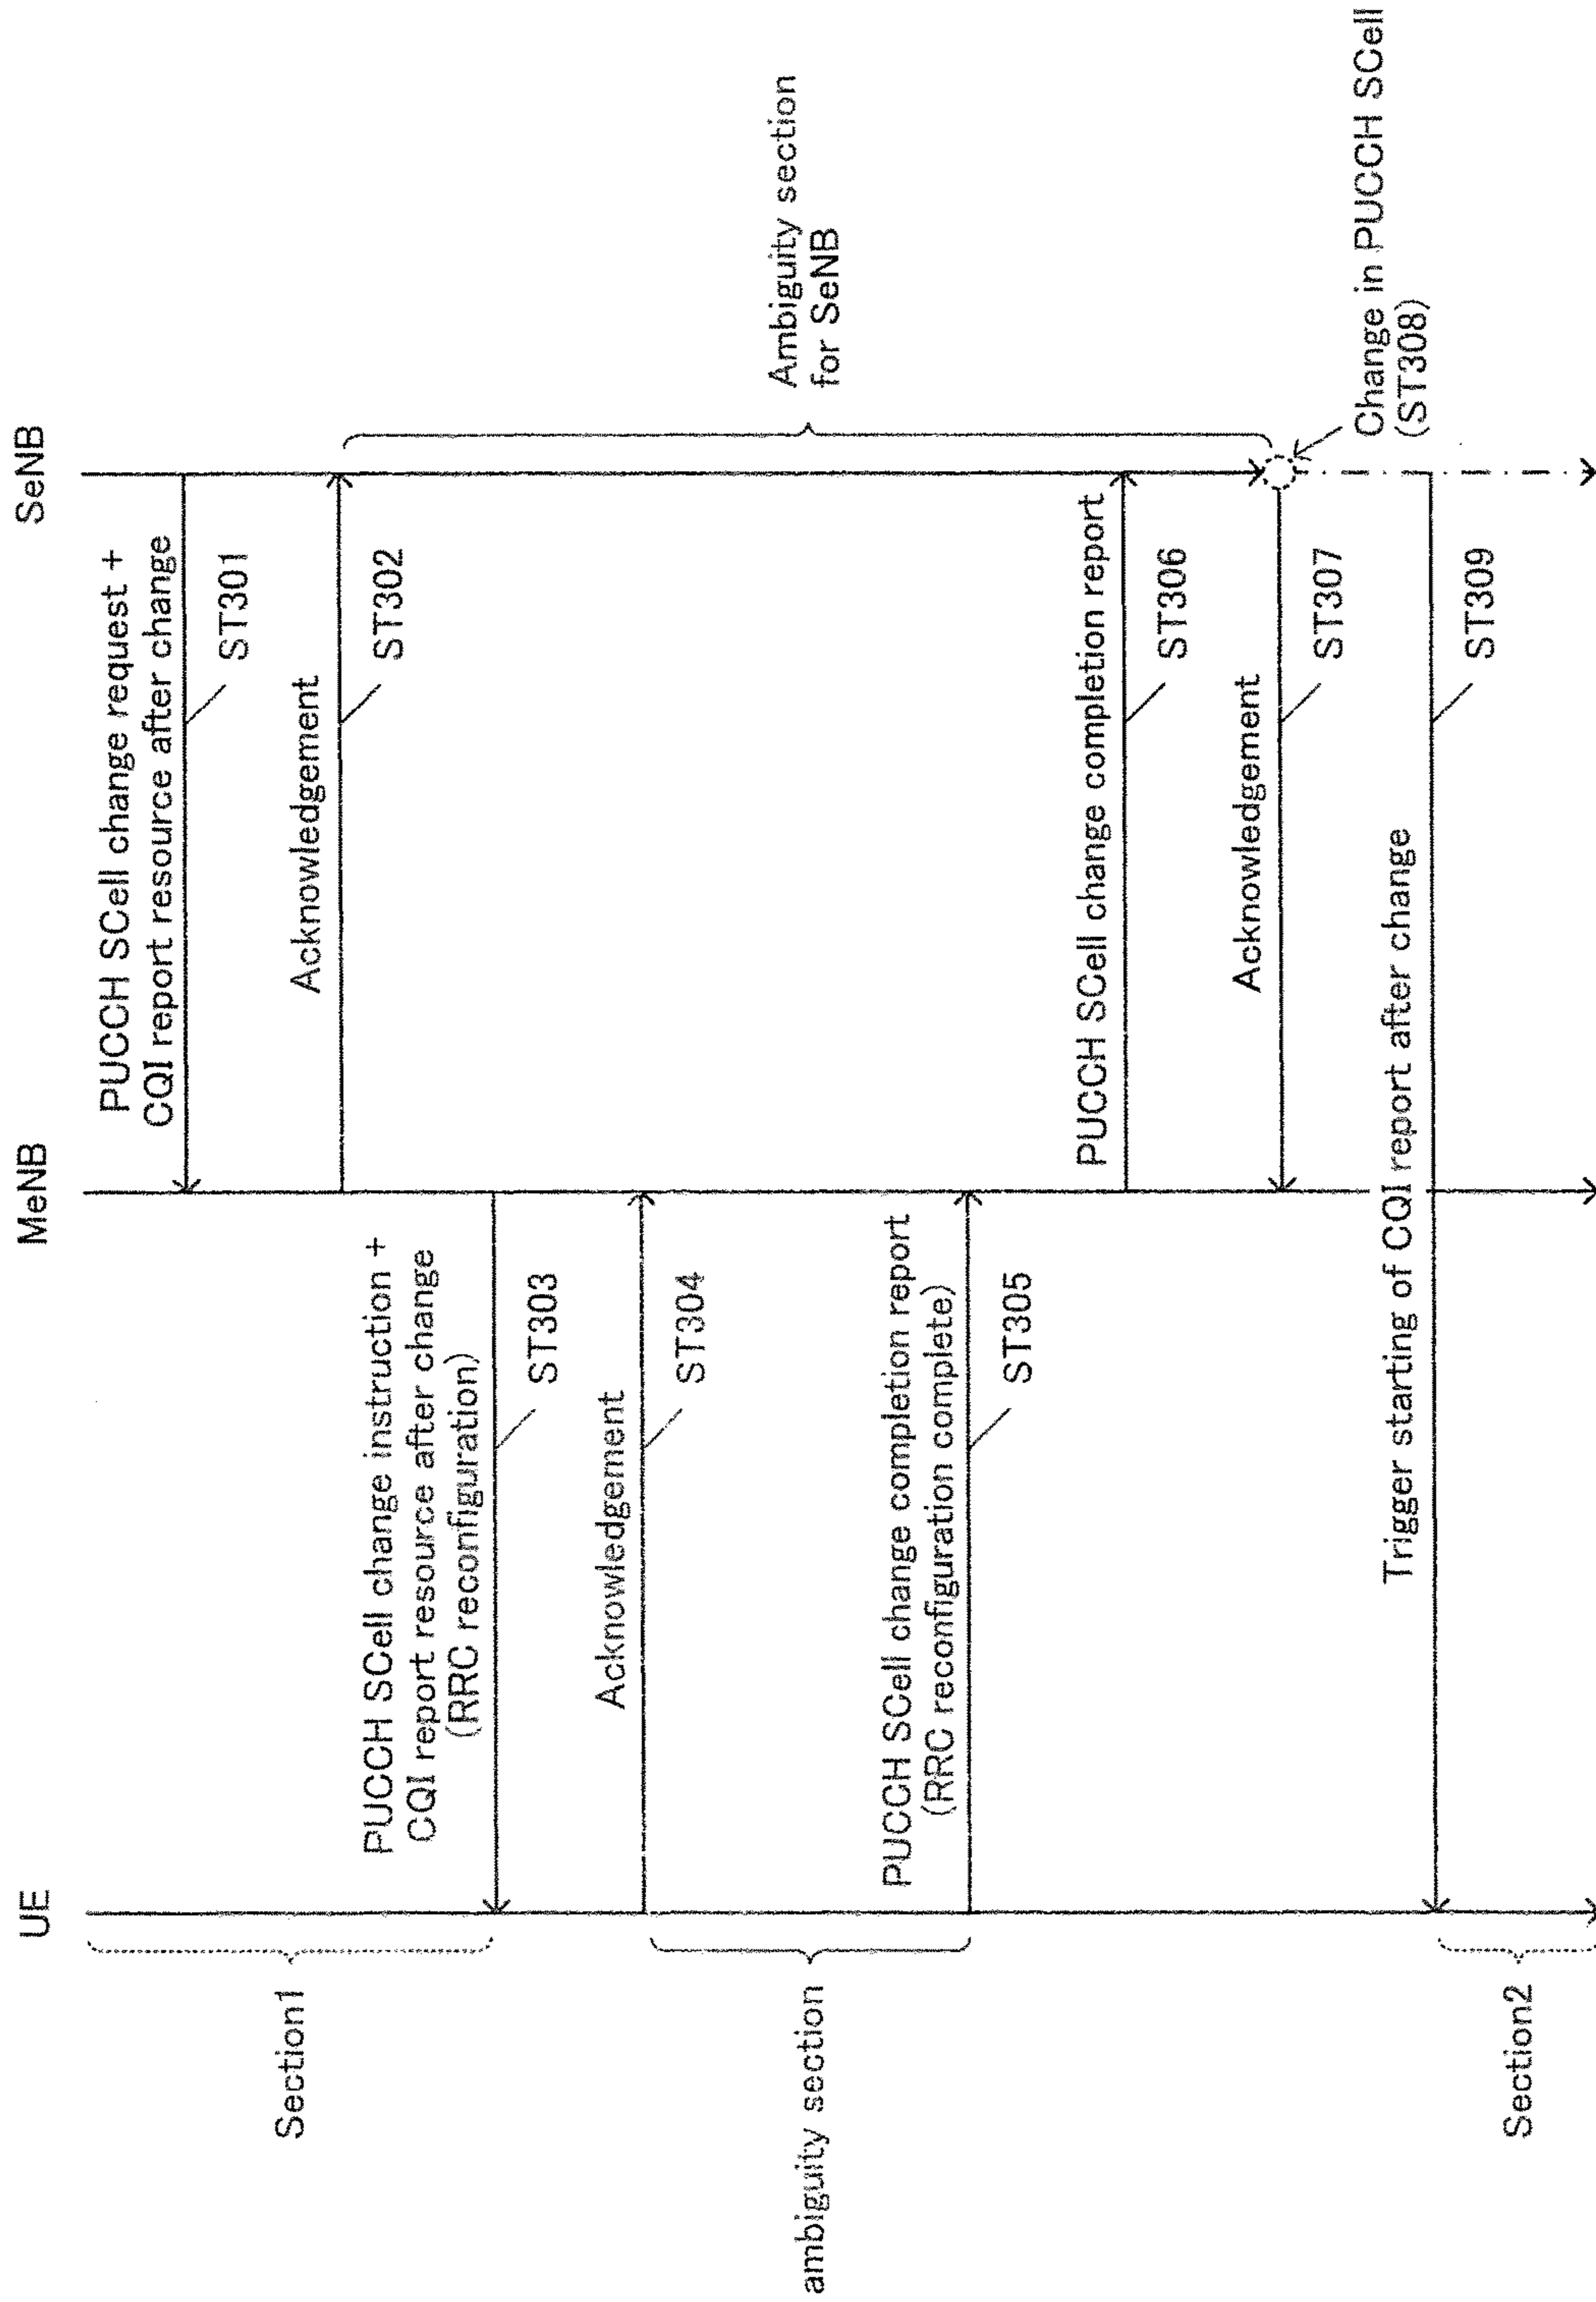 UE
MeNB
SeNB
PUCCH SCell change request +
CQI report resource after change
ST301
Acknowledgement
ST302
Section1
PUCCH SCell change instruction +
CQI report resource after change
(RRC reconfiguration)
ST303
Acknowledgement
ST304
ambiguity section
Ambiguity section
for SeNB
PUCCH SCell change completion report
(RRC reconfiguration complete)
ST305
PUCCH SCell change completion report
ST306
Acknowledgement
ST307
Change in PUCCH SCell
(ST308)
Trigger starting of CQI report after change
ST309
Section2